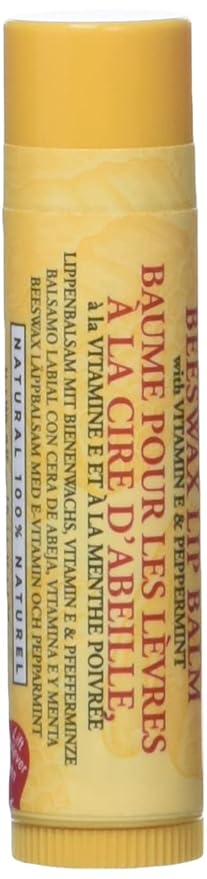 BEESWAX LIP BALM
with VITAMIN E & PEPPERMINT
BAUME POUR LES LÈVRES
À LA CIRE D'ABEILLE,
à la VITAMINE E ET À LA MENTHE POIVRÉE
LIPPENBALSAM MIT BIENENWACHS, VITAMIN E & PFEFFERMINZE
BALSAMO LABIAL CON CERA DE ABEJA, VITAMINA E Y MENTA
BEESWAX LÄPPBALSAM MED E-VITAMIN OCH PEPPARMINT
NATURAL 100% NATUREL
Lift